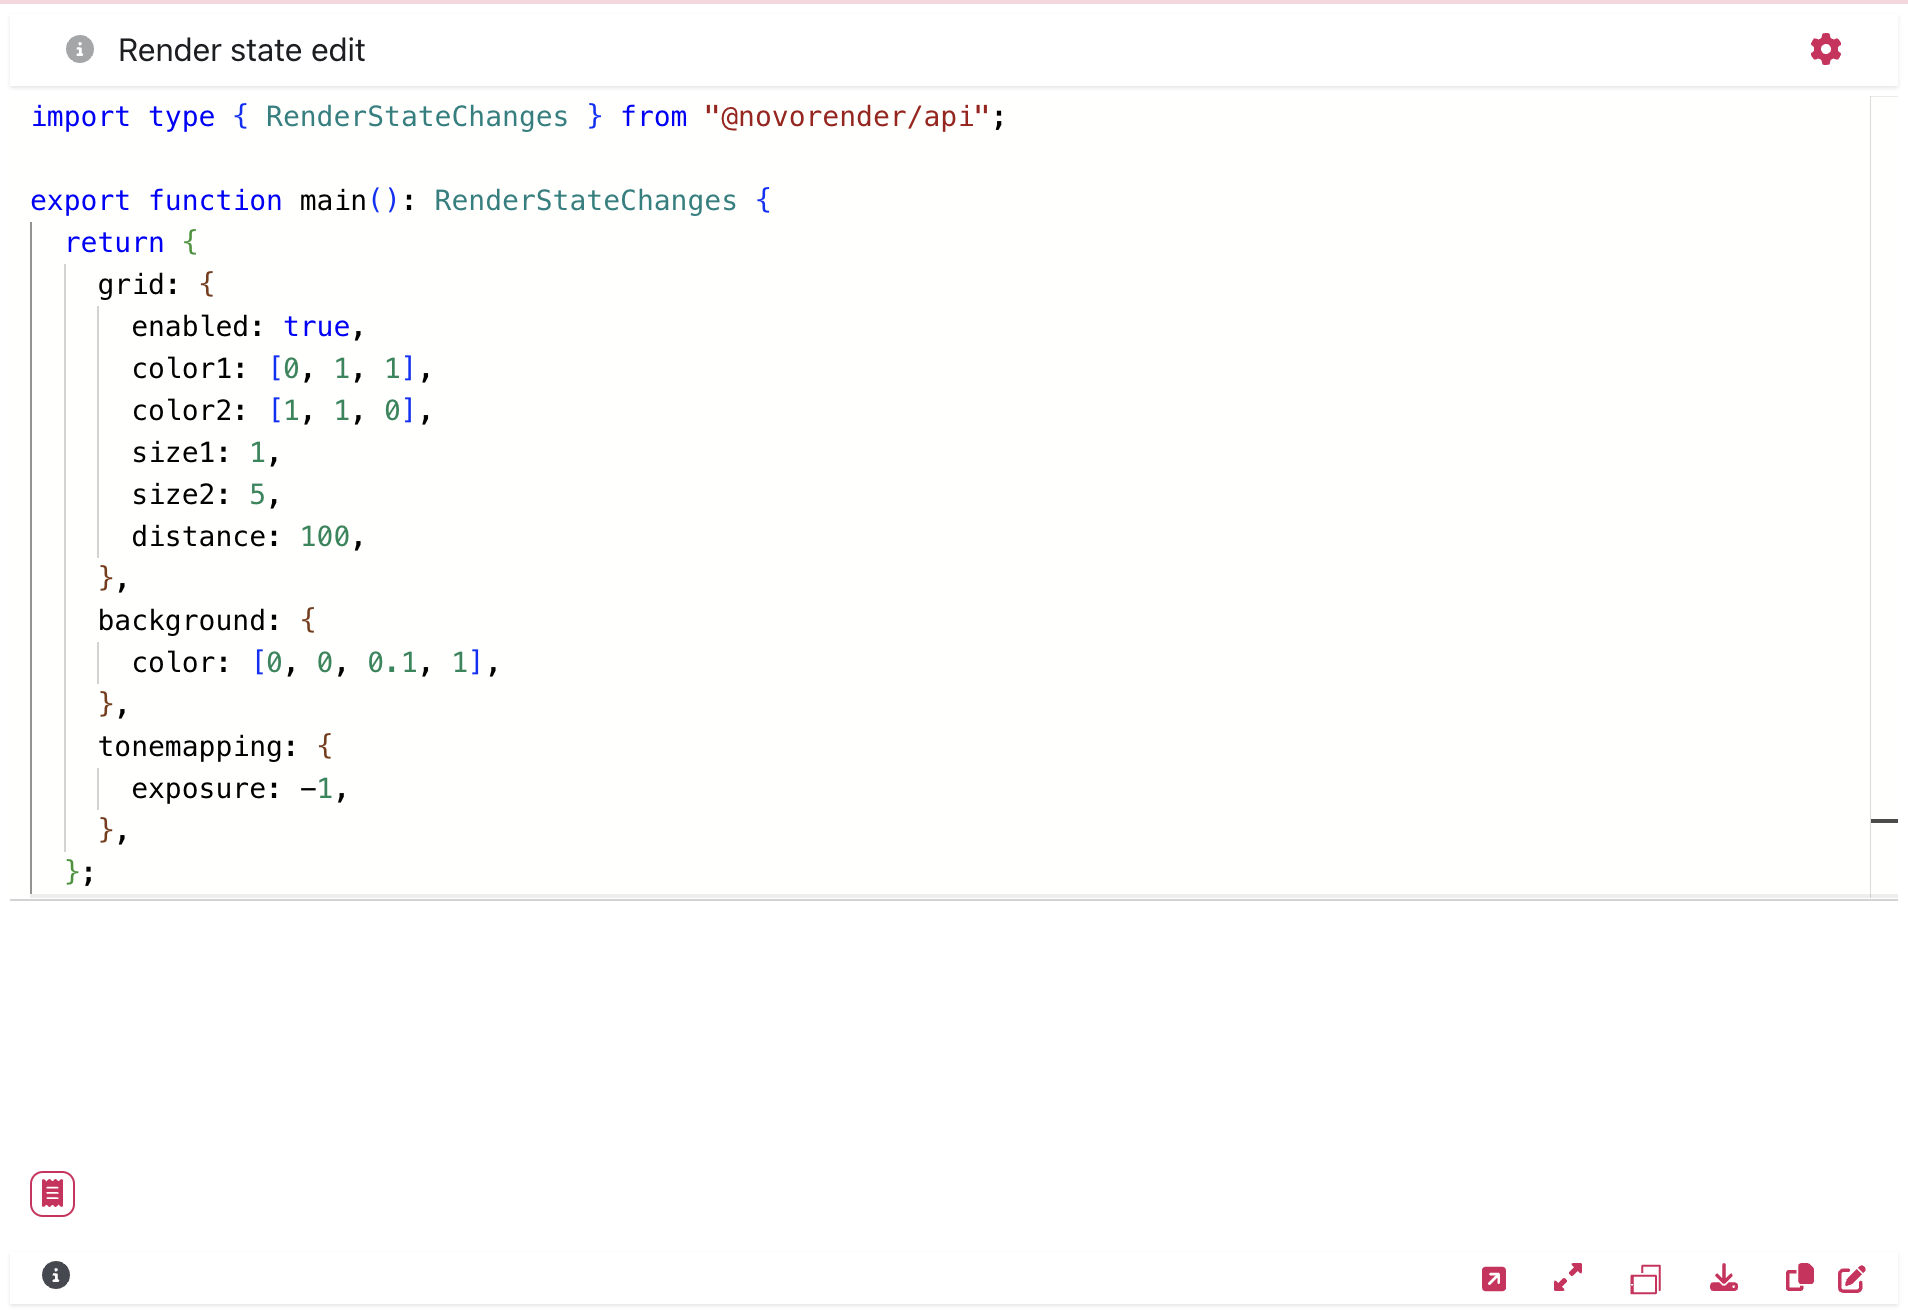 Render state edit
import type { RenderStateChanges } from "@novorender/api";
export function main(): RenderStateChanges {
return {
grid: {
enabled: true,
color1: [0, 1, 1],
color2: [1, 1, 0],
size1: 1,
size2: 5,
distance: 100,
},
background: {
color: [0, 0, 0.1, 1],
},
tonemapping: {
exposure: -1,
},
};